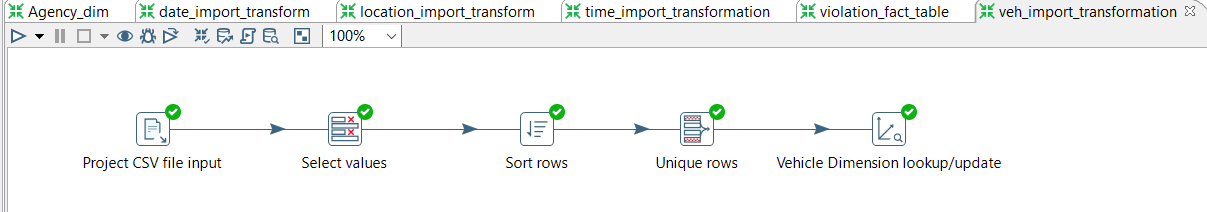 Agency_dim date_import_transform location_import_transform time_import_transformation violation_fact_table veh_import_transformation
100%
Project CSV file input Select values Sort rows Unique rows Vehicle Dimension lookup/update